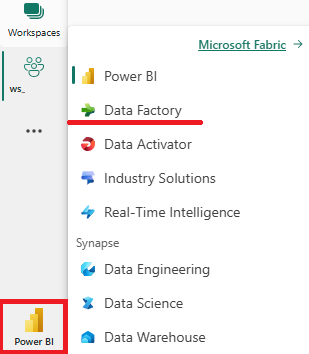 Workspaces
ws_
Microsoft Fabric
Power BI
Data Factory
Data Activator
Industry Solutions
Real-Time Intelligence
Synapse
Data Engineering
Data Science
Data Warehouse
Power BI